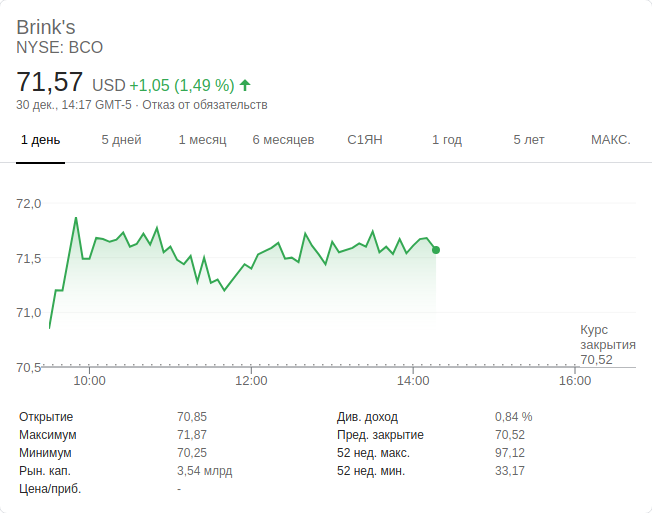 Brink's
NYSE: BCO
71,57 USD +1,05 (1,49 %)
30 дек., 14:17 GMT-5 · Отказ от обязательств
1 день 5 дней 1 месяц 6 месяцев С1ЯН 1 год 5 лет МАКС.
72,0
71,5
71,0
Курс
закрытия
70,52
70,5
10:00 12:00 14:00 16:00
Открытие 70,85 Див. доход 0,84 %
Максимум 71,87 Пред. закрытие 70,52
Минимум 70,25 52 нед. макс. 97,12
Рын. кап. 3,54 млрд 52 нед. мин. 33,17
Цена/приб. -